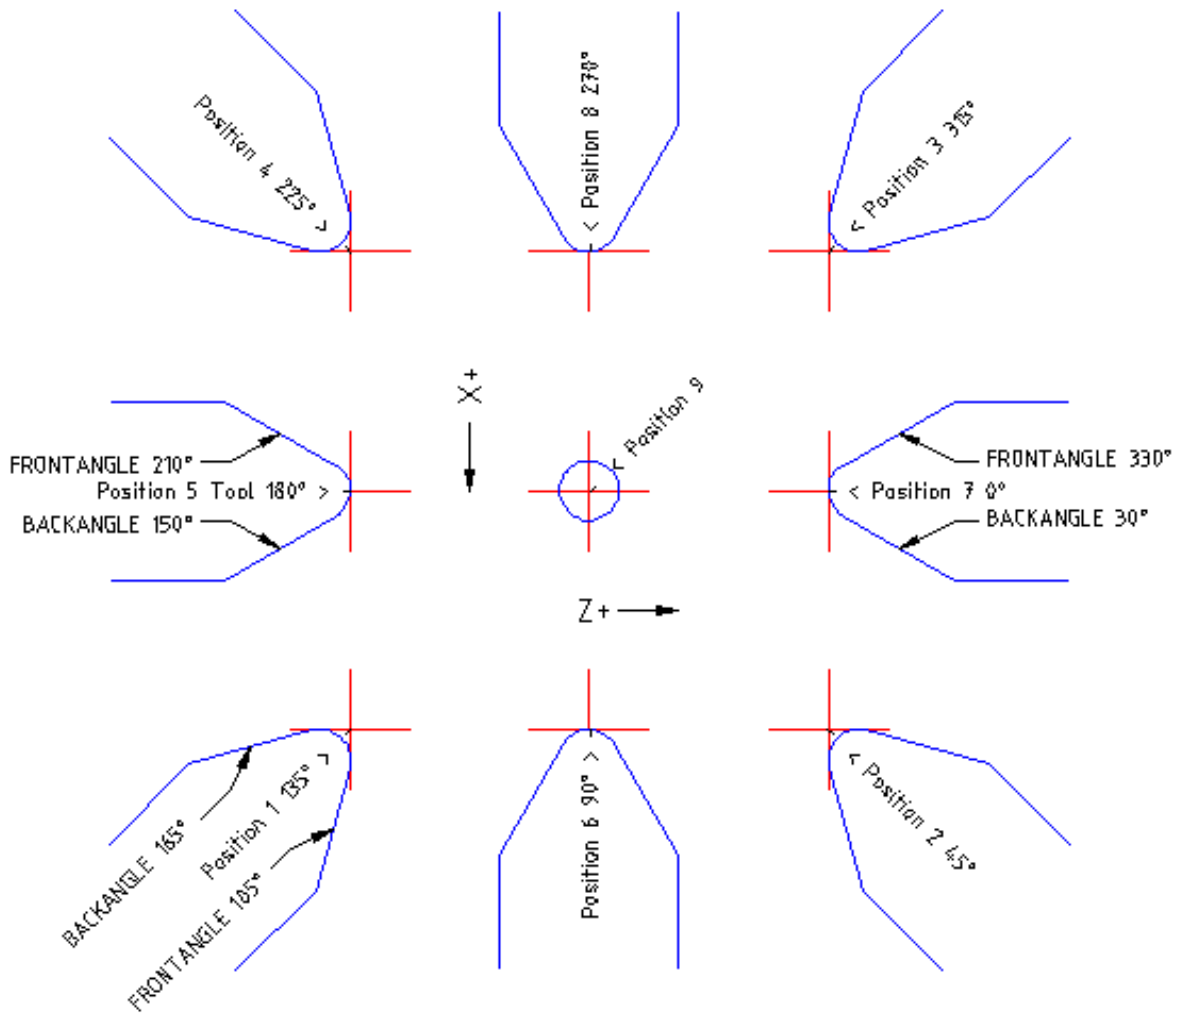 Position 4 225°
Position 8 270°
Position 3 315°
X+
Position 9
FRONTANGLE 210°
Position 5 Tool 180°
BACKANGLE 150°
FRONTANGLE 330°
Position 7 0°
BACKANGLE 30°
Z+
BACKANGLE 165°
Position 1 135°
FRONTANGLE 105°
Position 6 90°
Position 2 45°